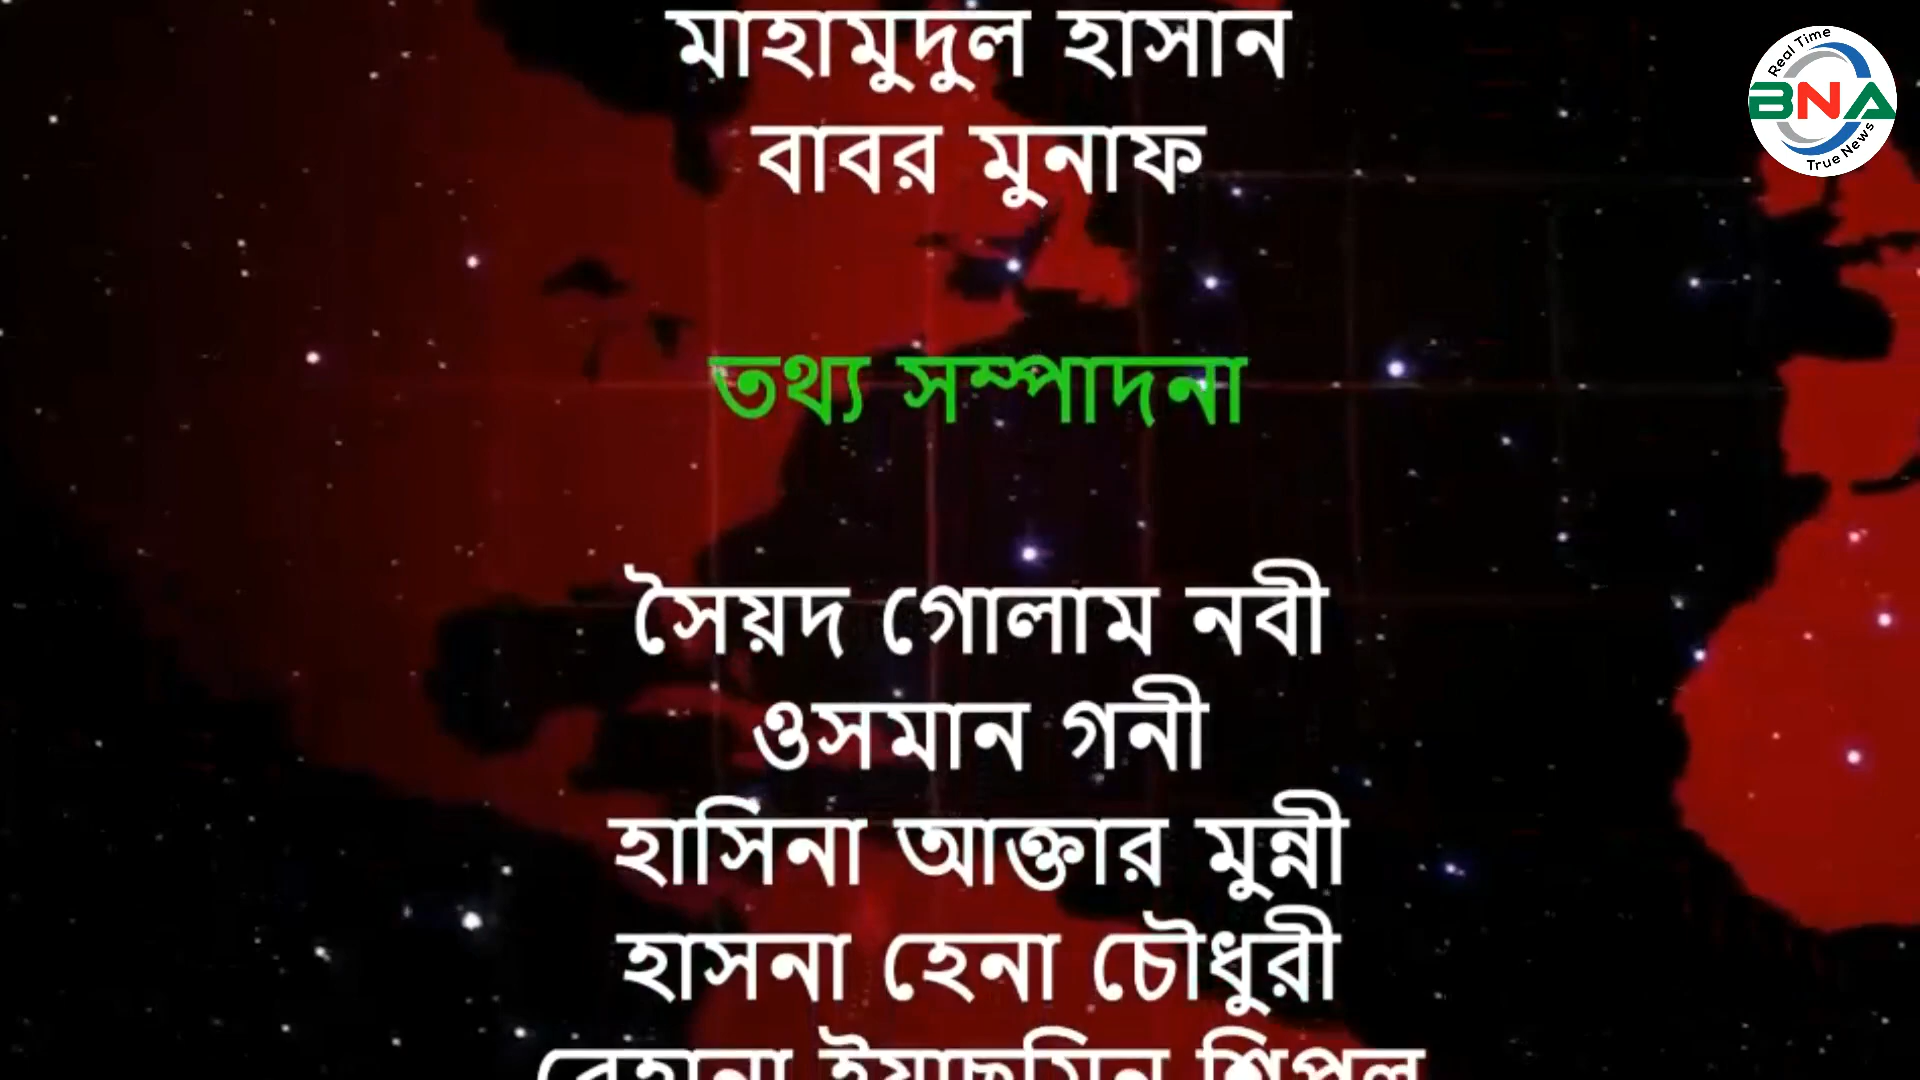 মাহামুদুল হাসান
বাবর মুনাফ
Real Time
BNA
True News
তথ্য সম্পাদনা
সৈয়দ গোলাম নবী
ওসমান গনী
হাসিনা আক্তার মুন্নী
হাসনা হেনা চৌধুরী